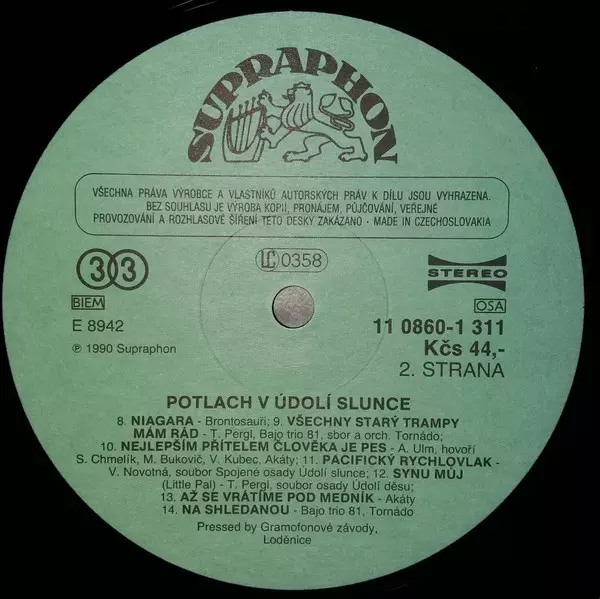 SUPRAPHON
VŠECHNA PRÁVA VÝROBCE A VLASTNÍKŮ AUTORSKÝCH PRÁV K DÍLU JSOU VYHRAZENA.
BEZ SOUHLASU JE VÝROBA KOPIÍ, PRONÁJEM, PŮJČOVÁNÍ, VEŘEJNÉ
PROVOZOVÁNÍ A ROZHLASOVÉ ŠÍŘENÍ TÉTO DESKY ZAKÁZÁNO - MADE IN CZECHOSLOVAKIA
33
LC 0358
STEREO
BIEM
OSA
E 8942
11 0860-1 311
℗ 1990 Supraphon
Kčs 44,-
2. STRANA
POTLACH V ÚDOLÍ SLUNCE
8. NIAGARA - Brontosauři; 9. VŠECHNY STARÝ TRAMPY
MÁM RÁD - T. Pergl, Bajo trio 81, sbor a orch. Tornádo;
10. NEJLEPŠÍM PŘÍTELEM ČLOVĚKA JE PES - A. Ulm, hovoří
S. Chmelík, M. Bukovič, V. Kubec, Akáty; 11. PACIFICKÝ RYCHLOVLAK -
V. Novotná, soubor Spojené osady Údolí slunce; 12. SYNU MŮJ
(Little Pal) - T. Pergl, soubor osady Údolí děsu;
13. AŽ SE VRÁTÍME POD MEDNÍK - Akáty
14. NA SHLEDANOU - Bajo trio 81, Tornádo
Pressed by Gramofonové závody,
Loděnice